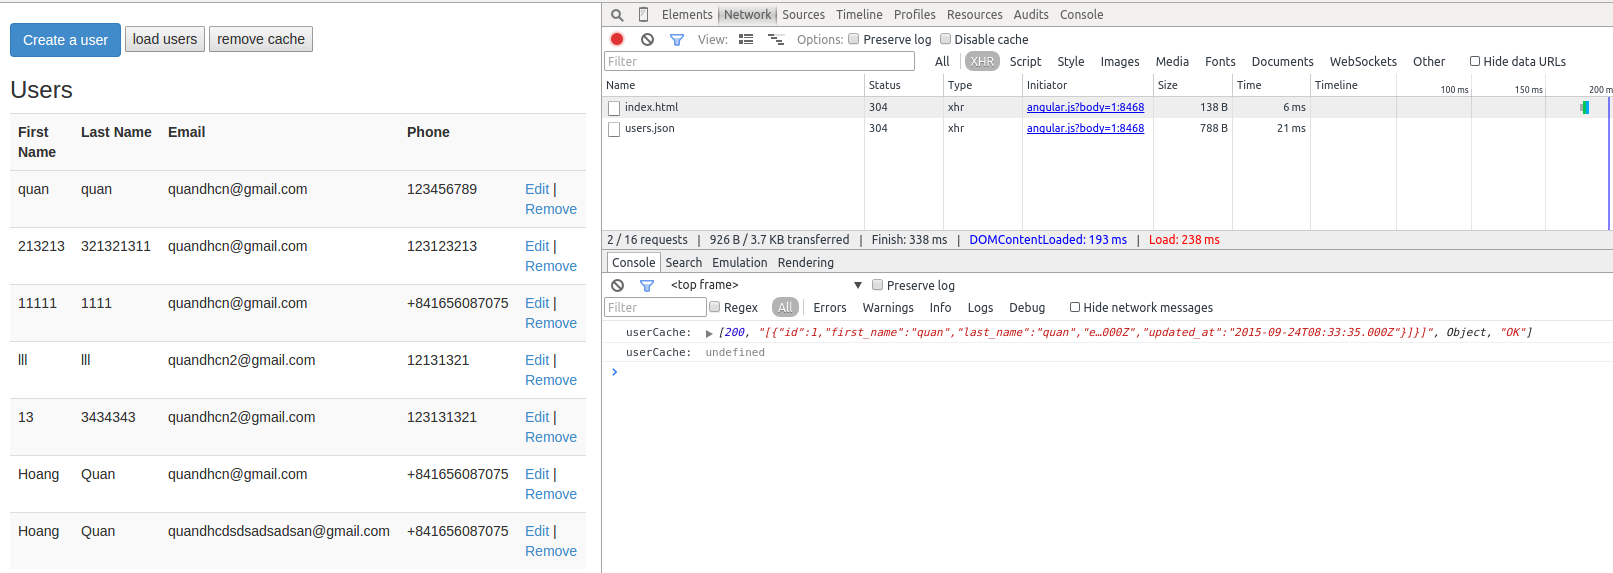 Create a user load users remove cache
Users
First Name Last Name Email Phone
quan quan quandhcn@gmail.com 123456789 Edit | Remove
213213 321321311 quandhcn@gmail.com 123123213 Edit | Remove
11111 1111 quandhcn@gmail.com +841656087075 Edit | Remove
lll lll quandhcn2@gmail.com 12131321 Edit | Remove
13 3434343 quandhcn2@gmail.com 123131321 Edit | Remove
Hoang Quan quandhcn@gmail.com +841656087075 Edit | Remove
Hoang Quan quandhcdsdsadsadsan@gmail.com +841656087075 Edit | Remove
Elements Network Sources Timeline Profiles Resources Audits Console
View: Options: Preserve log Disable cache
Filter All XHR Script Style Images Media Fonts Documents WebSockets Other Hide data URLs
Name Status Type Initiator Size Time Timeline 100 ms 150 ms 200 m
index.html 304 xhr angular.js?body=1:8468 138 B 6 ms
users.json 304 xhr angular.js?body=1:8468 788 B 21 ms
2 / 16 requests | 926 B / 3.7 KB transferred | Finish: 338 ms | DOMContentLoaded: 193 ms | Load: 238 ms
Console Search Emulation Rendering
<top frame> Preserve log
Filter Regex All Errors Warnings Info Logs Debug Hide network messages
userCache: [200, "[{"id":1,"first_name":"quan","last_name":"quan","e…000Z","updated_at":"2015-09-24T08:33:35.000Z"}]}]", Object, "OK"]
userCache: undefined